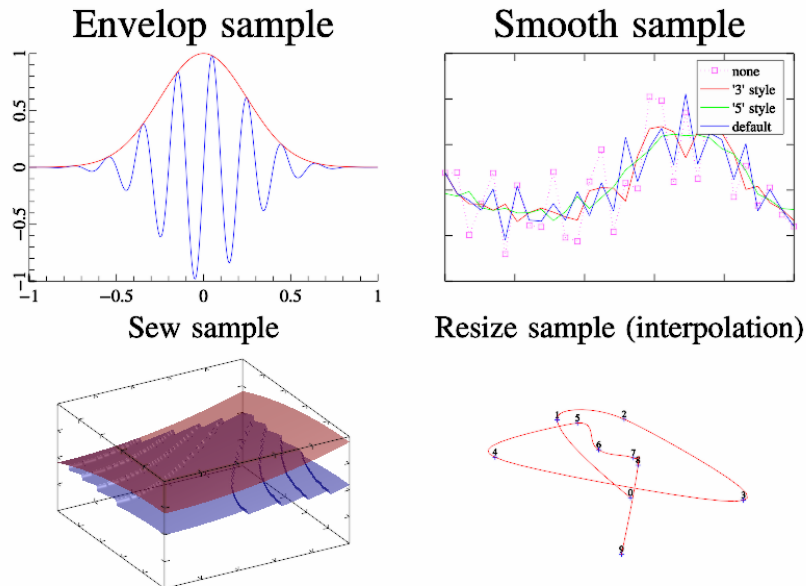 Envelop sample
1
0.5
0
−0.5
−1
−1
−0.5
0
0.5
1
Smooth sample
none
'3' style
'5' style
default
Sew sample
Resize sample (interpolation)
1
2
5
4
6
7
8
0
3
9